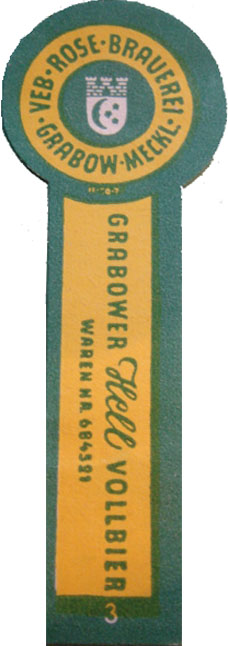 VEB · ROSE · BRAUEREI
· GRABOW · MECKL ·
GRABOWER Hell VOLLBIER
WAREN NR. 684521
3